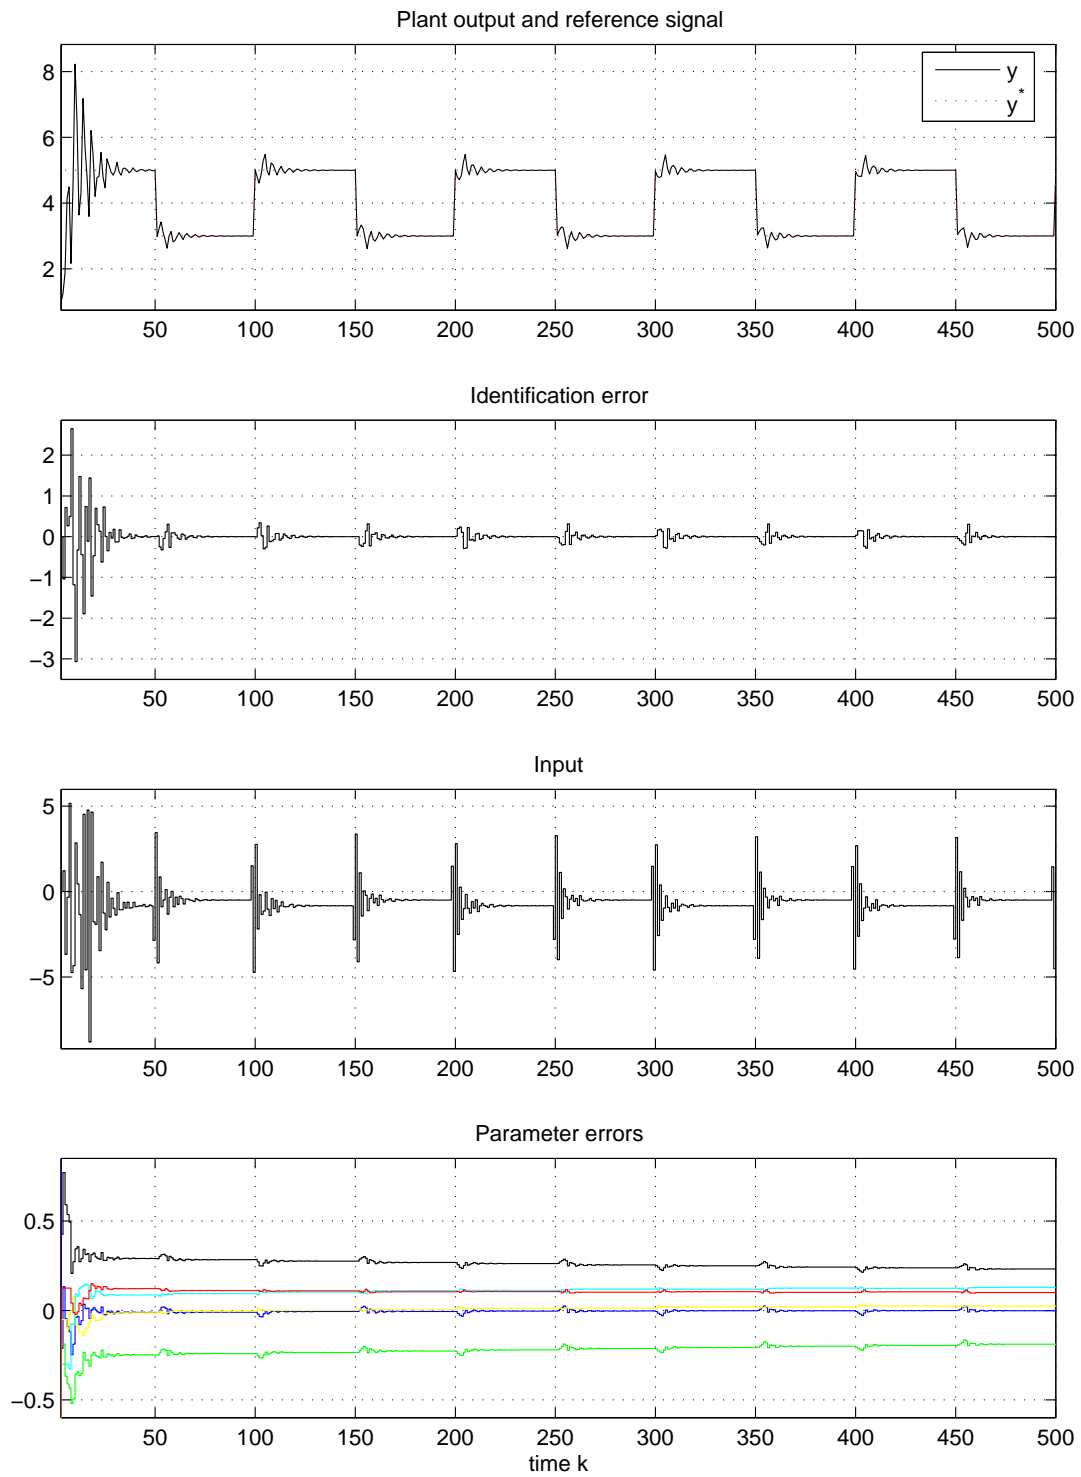 Plant output and reference signal
y
y*
8
6
4
2
50 100 150 200 250 300 350 400 450 500
Identification error
2
1
0
−1
−2
−3
50 100 150 200 250 300 350 400 450 500
Input
5
0
−5
50 100 150 200 250 300 350 400 450 500
Parameter errors
0.5
0
−0.5
50 100 150 200 250 300 350 400 450 500
time k